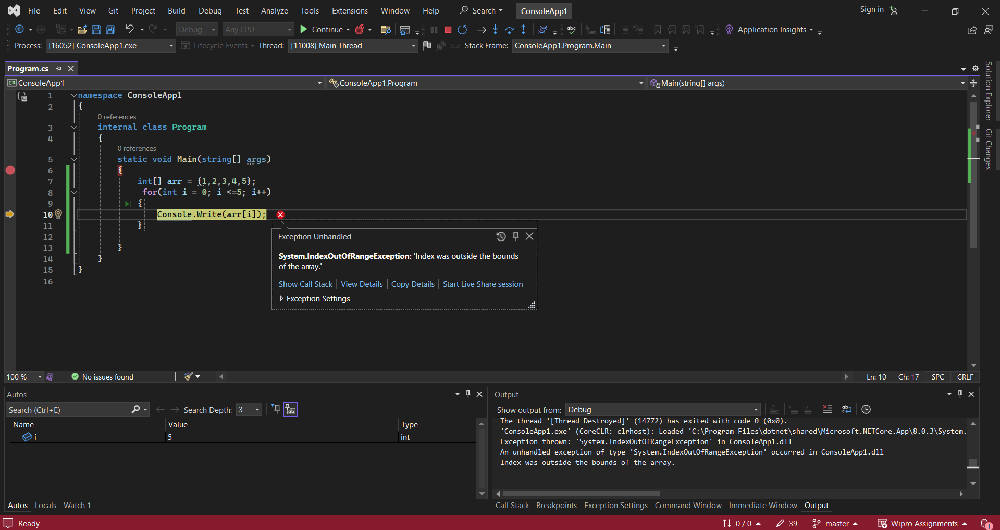 File Edit View Git Project Build Debug Test Analyze Tools Extensions Window Help Search ConsoleApp1 Sign in
Debug Any CPU Continue Application Insights
Process: [16052] ConsoleApp1.exe Lifecycle Events Thread: [11008] Main Thread Stack Frame: ConsoleApp1.Program.Main
Program.cs
C# ConsoleApp1 ConsoleApp1.Program Main(string[] args)
1 namespace ConsoleApp1
2 {
0 references
3 internal class Program
4 {
0 references
5 static void Main(string[] args)
6 {
7 int[] arr = {1,2,3,4,5};
8 for(int i = 0; i <=5; i++)
9 {
10 Console.Write(arr[i]);
11 }
12
13 }
14 }
15 }
16
Exception Unhandled
System.IndexOutOfRangeException: 'Index was outside the bounds
of the array.'
Show Call Stack | View Details | Copy Details | Start Live Share session
Exception Settings
Solution Explorer
Git Changes
100 % No issues found Ln: 10 Ch: 17 SPC CRLF
Autos
Search (Ctrl+E) Search Depth: 3
Name Value Type
i 5 int
Autos Locals Watch 1
Output
Show output from: Debug
The thread '[Thread Destroyed]' (14772) has exited with code 0 (0x0).
'ConsoleApp1.exe' (CoreCLR: clrhost): Loaded 'C:\Program Files\dotnet\shared\Microsoft.NETCore.App\8.0.3\System.
Exception thrown: 'System.IndexOutOfRangeException' in ConsoleApp1.dll
An unhandled exception of type 'System.IndexOutOfRangeException' occurred in ConsoleApp1.dll
Index was outside the bounds of the array.
Call Stack Breakpoints Exception Settings Command Window Immediate Window Output
Ready 0 / 0 39 master Wipro Assignments 1